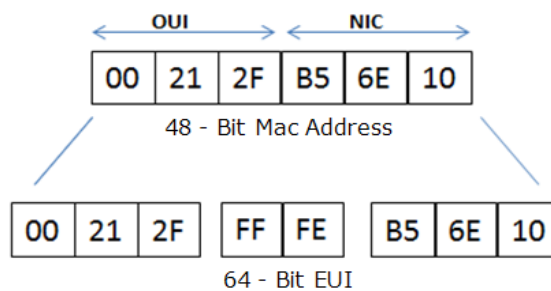 OUI NIC
00 21 2F B5 6E 10
48 - Bit Mac Address
00 21 2F FF FE B5 6E 10
64 - Bit EUI